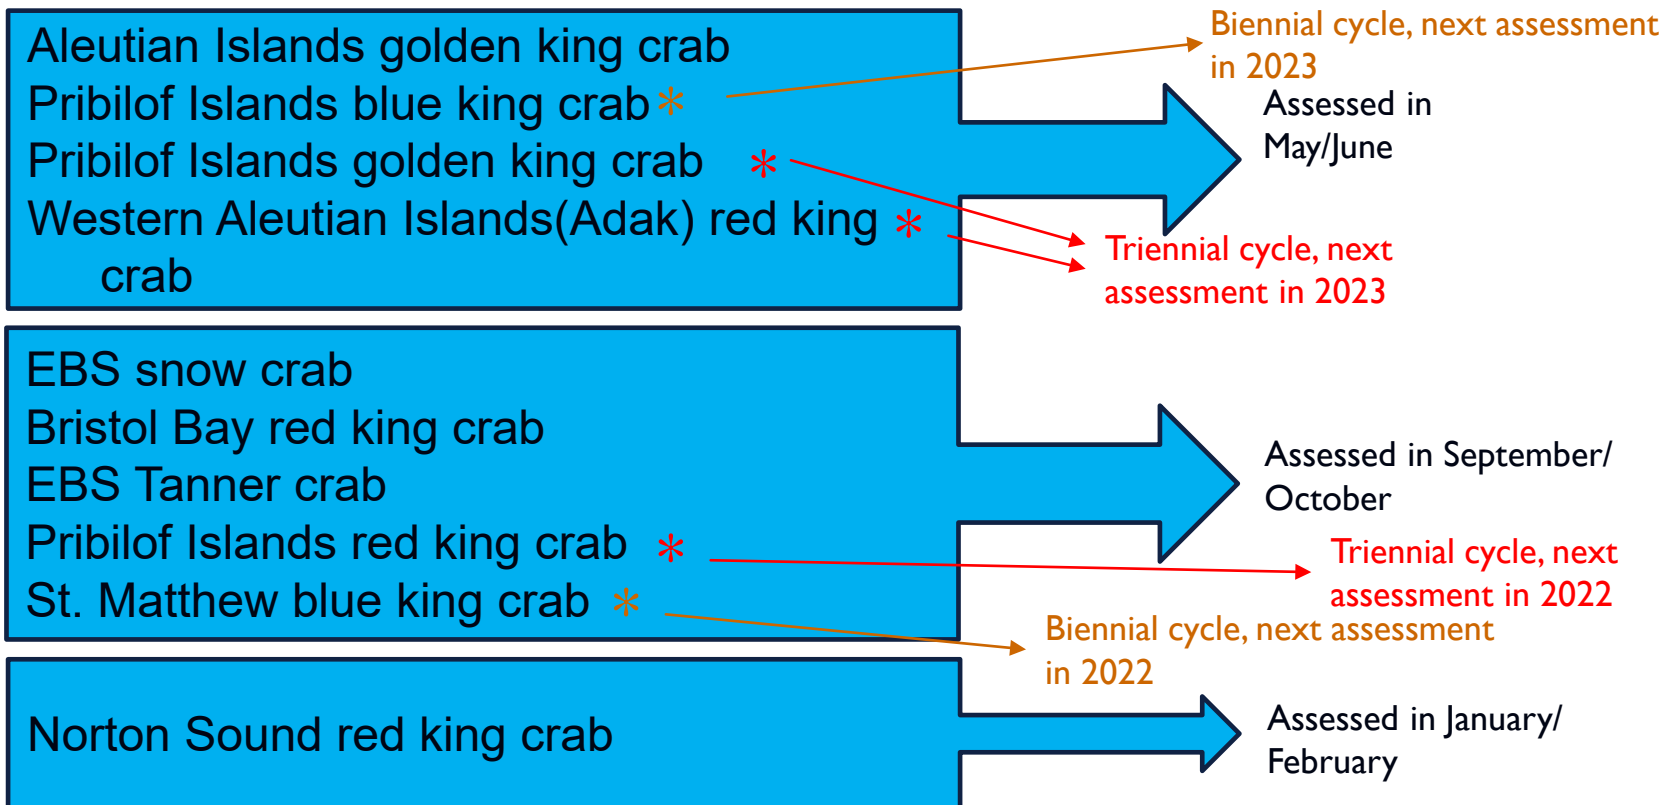 Aleutian Islands golden king crab
Pribilof Islands blue king crab *
Pribilof Islands golden king crab *
Western Aleutian Islands(Adak) red king *
crab
Biennial cycle, next assessment
in 2023
Assessed in
May/June
Triennial cycle, next
assessment in 2023
EBS snow crab
Bristol Bay red king crab
EBS Tanner crab
Pribilof Islands red king crab *
St. Matthew blue king crab *
Assessed in September/
October
Triennial cycle, next
assessment in 2022
Biennial cycle, next assessment
in 2022
Norton Sound red king crab
Assessed in January/
February